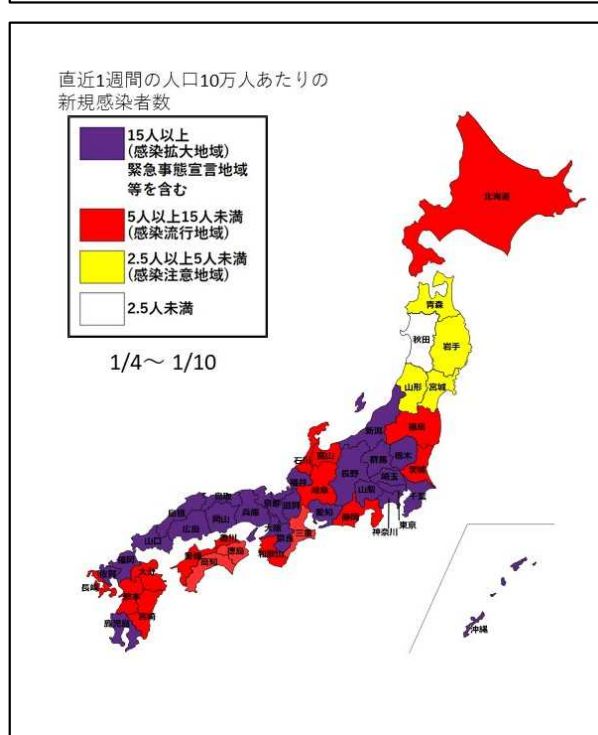 直近1週間の人口10万人あたりの
新規感染者数
15人以上
(感染拡大地域)
緊急事態宣言地域
等を含む
5人以上15人未満
(感染流行地域)
2.5人以上5人未満
(感染注意地域)
2.5人未満
1/4～ 1/10
北海道
青森
秋田
岩手
山形
宮城
新潟
福島
石川
富山
群馬
栃木
長野
茨城
福井
岐阜
埼玉
山梨
千葉
東京
神奈川
静岡
愛知
三重
滋賀
京都
大阪
奈良
和歌山
兵庫
鳥取
島根
岡山
広島
山口
香川
徳島
愛媛
高知
福岡
佐賀
長崎
大分
熊本
宮崎
鹿児島
沖縄